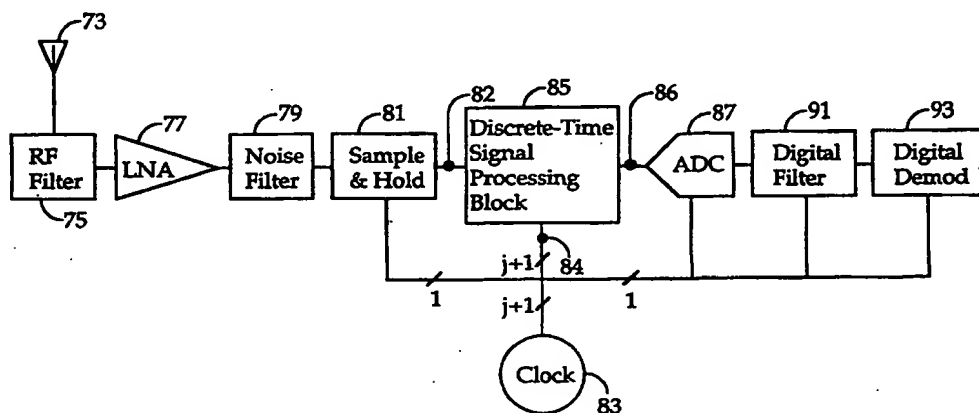 73
77
79
81
82
85
86
87
91
93
RF
Filter
LNA
Noise
Filter
Sample
& Hold
Discrete-Time
Signal
Processing
Block
ADC
Digital
Filter
Digital
Demod
75
j+1
84
1
1
j+1
Clock
83